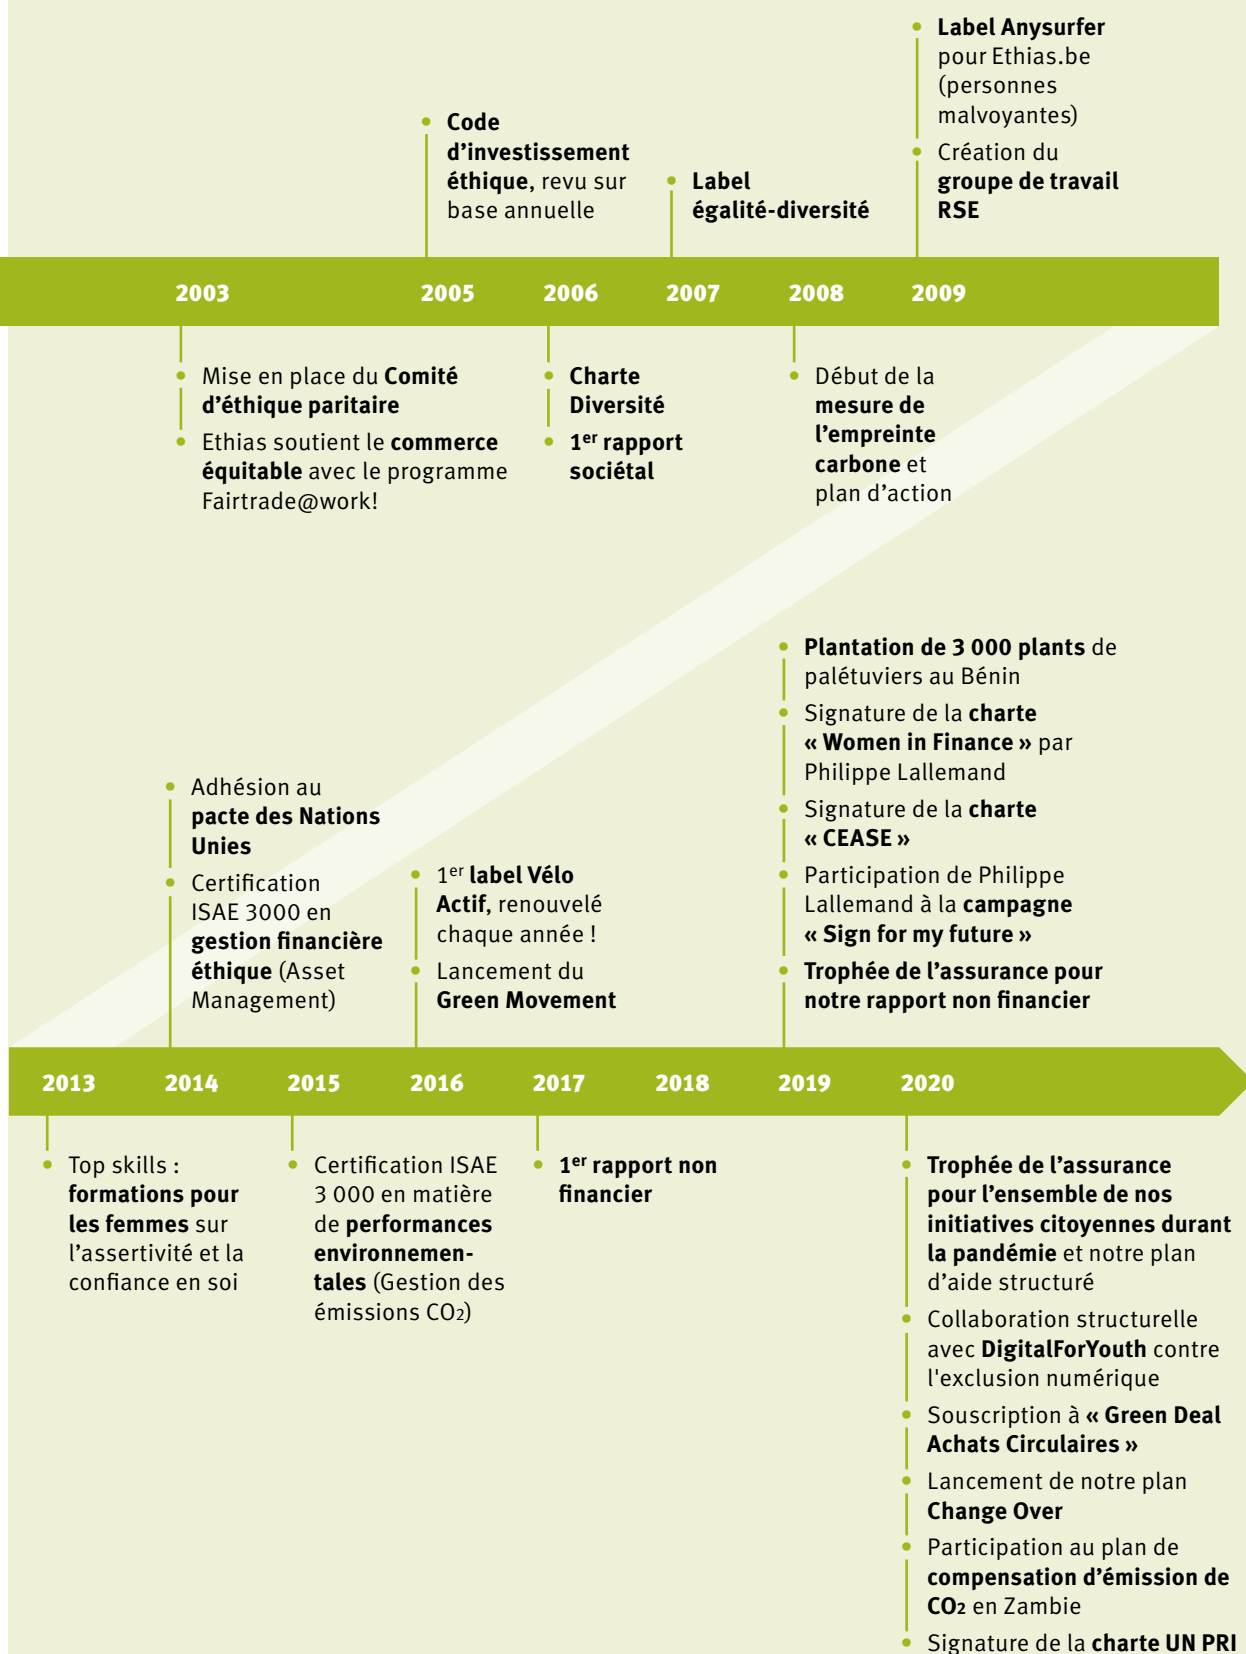 Label Anysurfer
pour Ethias.be
(personnes
malvoyantes)
Création du
groupe de travail
RSE
Code
d’investissement
éthique, revu sur
base annuelle
Label
égalité-diversité
2003 2005 2006 2007 2008 2009
Mise en place du Comité
d’éthique paritaire
Ethias soutient le commerce
équitable avec le programme
Fairtrade@work!
Charte
Diversité
1er rapport
sociétal
Début de la
mesure de
l’empreinte
carbone et
plan d’action
Adhésion au
pacte des Nations
Unies
Certification
ISAE 3000 en
gestion financière
éthique (Asset
Management)
1er label Vélo
Actif, renouvelé
chaque année !
Lancement du
Green Movement
Plantation de 3 000 plants de
palétuviers au Bénin
Signature de la charte
« Women in Finance » par
Philippe Lallemand
Signature de la charte
« CEASE »
Participation de Philippe
Lallemand à la campagne
« Sign for my future »
Trophée de l’assurance pour
notre rapport non financier
2013 2014 2015 2016 2017 2018 2019 2020
Top skills :
formations pour
les femmes sur
l’assertivité et la
confiance en soi
Certification ISAE
3 000 en matière
de performances
environnemen-
tales (Gestion des
émissions CO2)
1er rapport non
financier
Trophée de l’assurance
pour l’ensemble de nos
initiatives citoyennes durant
la pandémie et notre plan
d’aide structuré
Collaboration structurelle
avec DigitalForYouth contre
l'exclusion numérique
Souscription à « Green Deal
Achats Circulaires »
Lancement de notre plan
Change Over
Participation au plan de
compensation d’émission de
CO2 en Zambie
Signature de la charte UN PRI